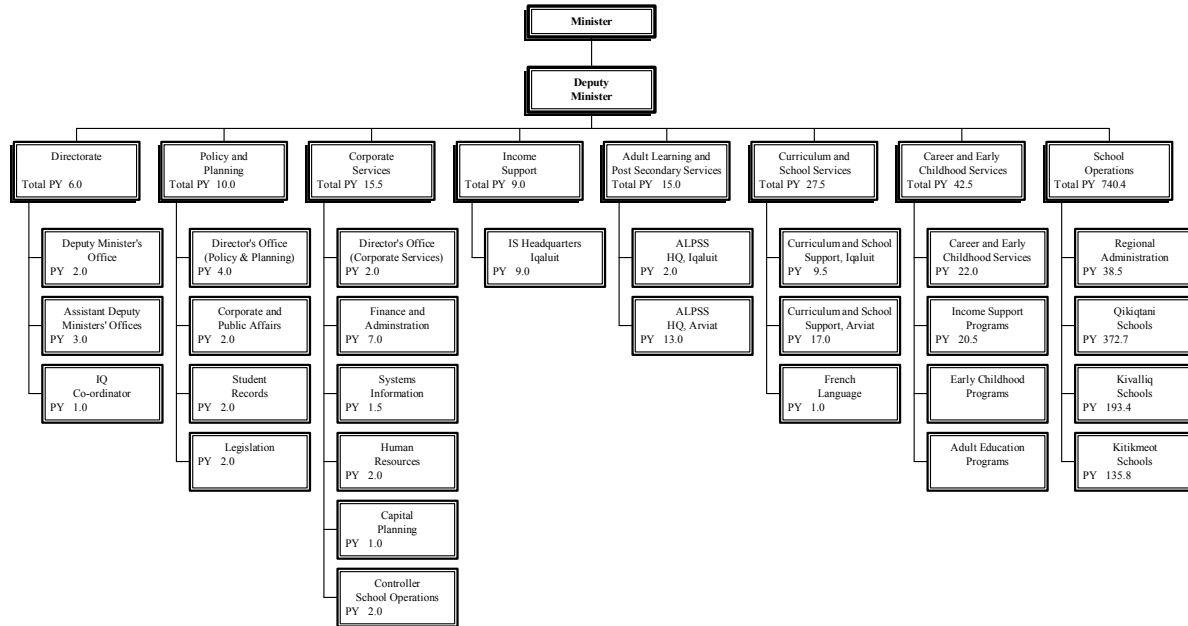 Minister
Deputy
Minister
Directorate
Total PY 6.0
Policy and
Planning
Total PY 10.0
Corporate
Services
Total PY 15.5
Income
Support
Total PY 9.0
Adult Learning and
Post Secondary Services
Total PY 15.0
Curriculum and
School Services
Total PY 27.5
Career and Early
Childhood Services
Total PY 42.5
School
Operations
Total PY 740.4
Deputy Minister's
Office
PY 2.0
Assistant Deputy
Ministers' Offices
PY 3.0
IQ
Co-ordinator
PY 1.0
Director's Office
(Policy & Planning)
PY 4.0
Corporate and
Public Affairs
PY 2.0
Student
Records
PY 2.0
Legislation
PY 2.0
Director's Office
(Corporate Services)
PY 2.0
Finance and
Adminstration
PY 7.0
Systems
Information
PY 1.5
Human
Resources
PY 2.0
Capital
Planning
PY 1.0
Controller
School Operations
PY 2.0
IS Headquarters
Iqaluit
PY 9.0
ALPSS
HQ, Iqaluit
PY 2.0
ALPSS
HQ, Arviat
PY 13.0
Curriculum and School
Support, Iqaluit
PY 9.5
Curriculum and School
Support, Arviat
PY 17.0
French
Language
PY 1.0
Career and Early
Childhood Services
PY 22.0
Income Support
Programs
PY 20.5
Early Childhood
Programs
Adult Education
Programs
Regional
Administration
PY 38.5
Qikiqtani
Schools
PY 372.7
Kivalliq
Schools
PY 193.4
Kitikmeot
Schools
PY 135.8